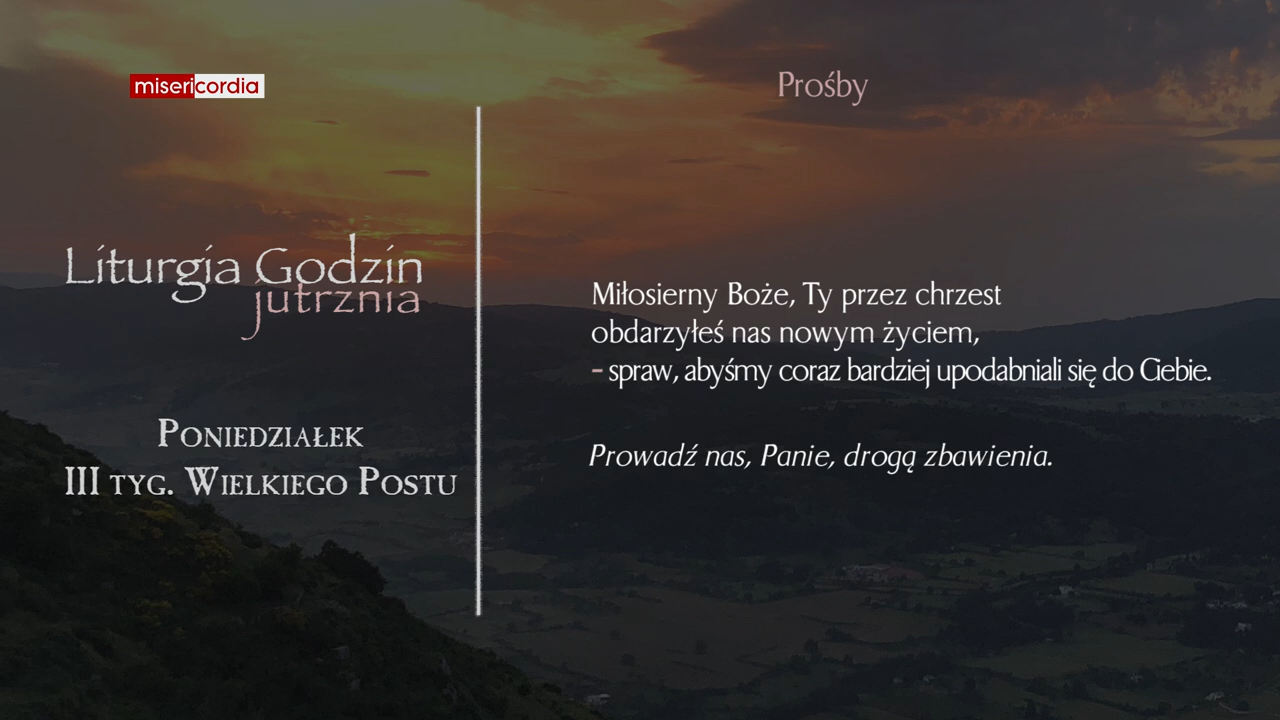 misericordia
Prośby
Liturgia Godzin
jutrznia
Poniedziałek
III tyg. Wielkiego Postu
Miłosierny Boże, Ty przez chrzest
obdarzyłeś nas nowym życiem,
- spraw, abyśmy coraz bardziej upodabniali się do Ciebie.
Prowadź nas, Panie, drogą zbawienia.